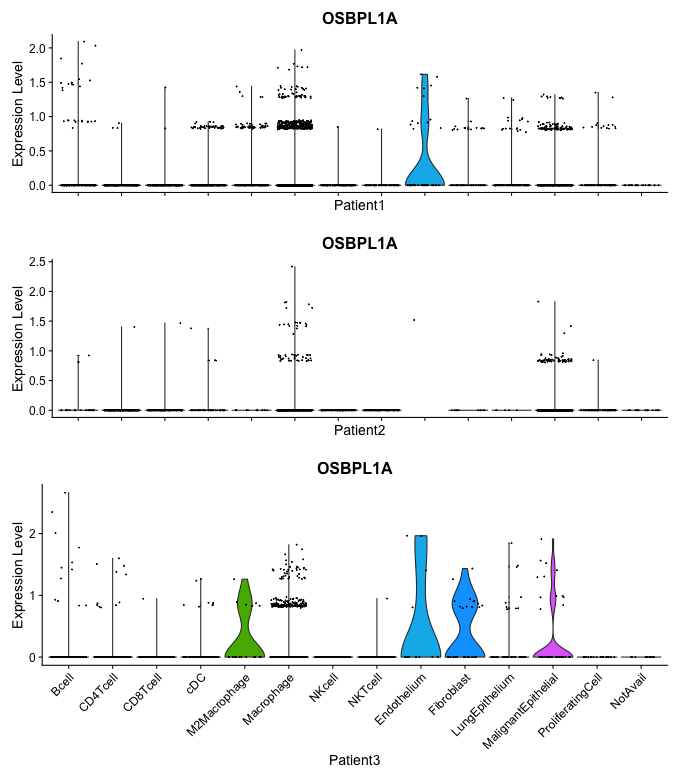 OSBPL1A
Expression Level
2.0
1.5
1.0
0.5
0.0
Patient1
OSBPL1A
Expression Level
2.5
2.0
1.5
1.0
0.5
0.0
Patient2
OSBPL1A
Expression Level
2
1
0
Bcell
CD4Tcell
CD8Tcell
cDC
M2Macrophage
Macrophage
NKcell
NKTcell
Endothelium
Fibroblast
LungEpithelium
MalignantEpithelial
ProliferatingCell
NotAvail
Patient3